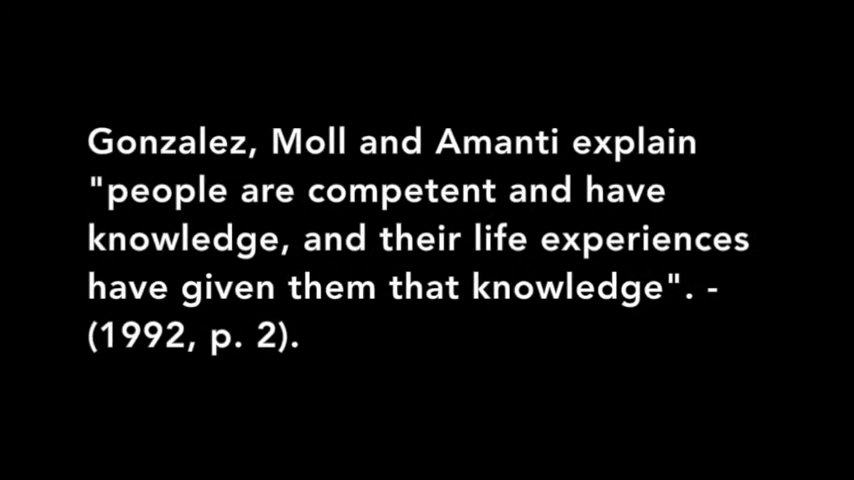 Gonzalez, Moll and Amanti explain
"people are competent and have
knowledge, and their life experiences
have given them that knowledge". -
(1992, p. 2).